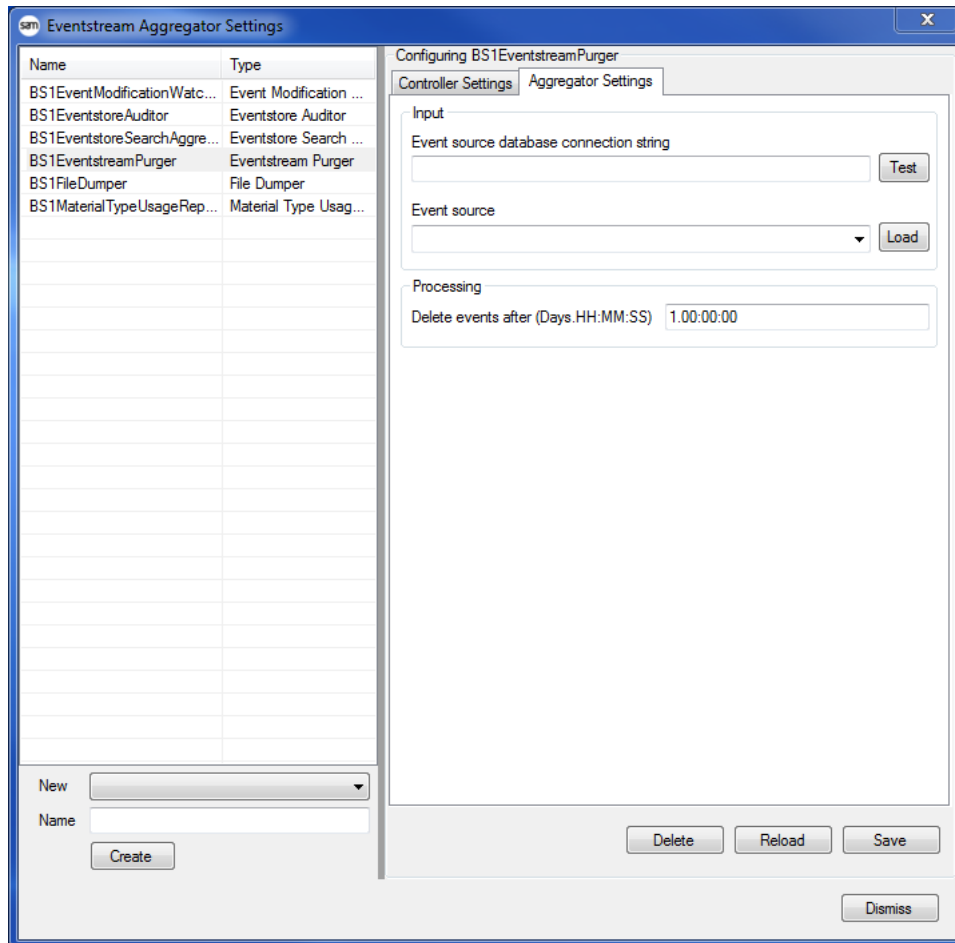 sam Eventstream Aggregator Settings X
Name Type
BS1EventModificationWatc... Event Modification ...
BS1EventstoreAuditor Eventstore Auditor
BS1EventstoreSearchAggre... Eventstore Search ...
BS1EventstreamPurger Eventstream Purger
BS1FileDumper File Dumper
BS1MaterialTypeUsageRep... Material Type Usag...
New
Name
Create
Configuring BS1EventstreamPurger
Controller Settings Aggregator Settings
Input
Event source database connection string
Test
Event source
Load
Processing
Delete events after (Days.HH:MM:SS) 1.00:00:00
Delete Reload Save
Dismiss